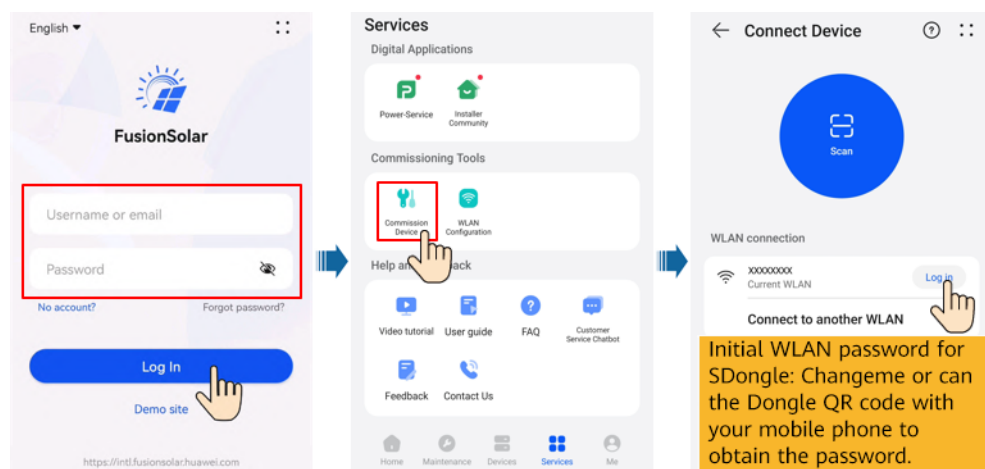 English
FusionSolar
Username or email
Password
No account?
Forgot password?
Log In
Demo site
https://intl.fusionsolar.huawei.com
Services
Digital Applications
Power-Service
Installer
Community
Commissioning Tools
Commission
Device
WLAN
Configuration
Help an
ack
Video tutorial
User guide
FAQ
Customer
Service Chatbot
Feedback
Contact Us
Home
Maintenance
Devices
Services
Me
Connect Device
Scan
WLAN connection
XXXXXXXX
Current WLAN
Log in
Connect to another WLAN
Initial WLAN password for
SDongle: Changeme or can
the Dongle QR code with
your mobile phone to
obtain the password.